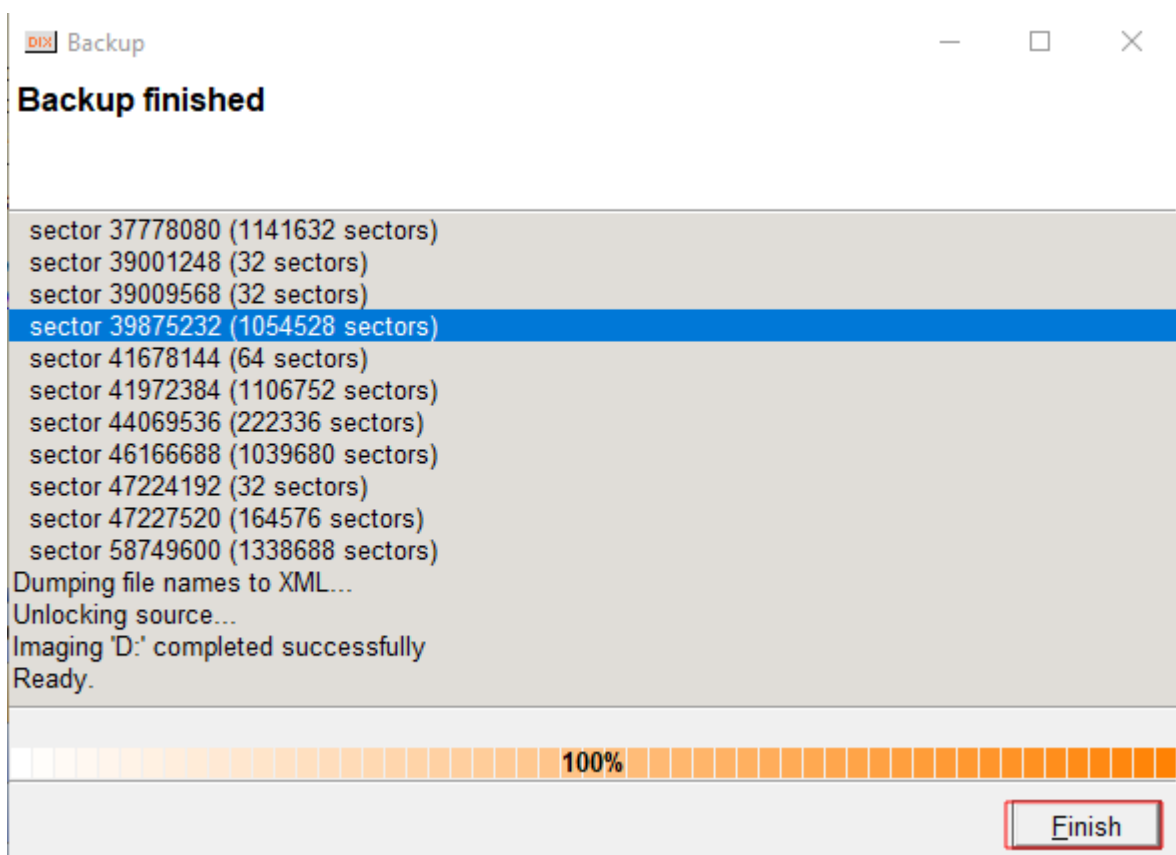 DIX Backup
Backup finished
sector 37778080 (1141632 sectors)
sector 39001248 (32 sectors)
sector 39009568 (32 sectors)
sector 39875232 (1054528 sectors)
sector 41678144 (64 sectors)
sector 41972384 (1106752 sectors)
sector 44069536 (222336 sectors)
sector 46166688 (1039680 sectors)
sector 47224192 (32 sectors)
sector 47227520 (164576 sectors)
sector 58749600 (1338688 sectors)
Dumping file names to XML...
Unlocking source...
Imaging 'D:' completed successfully
Ready.
100%
Finish